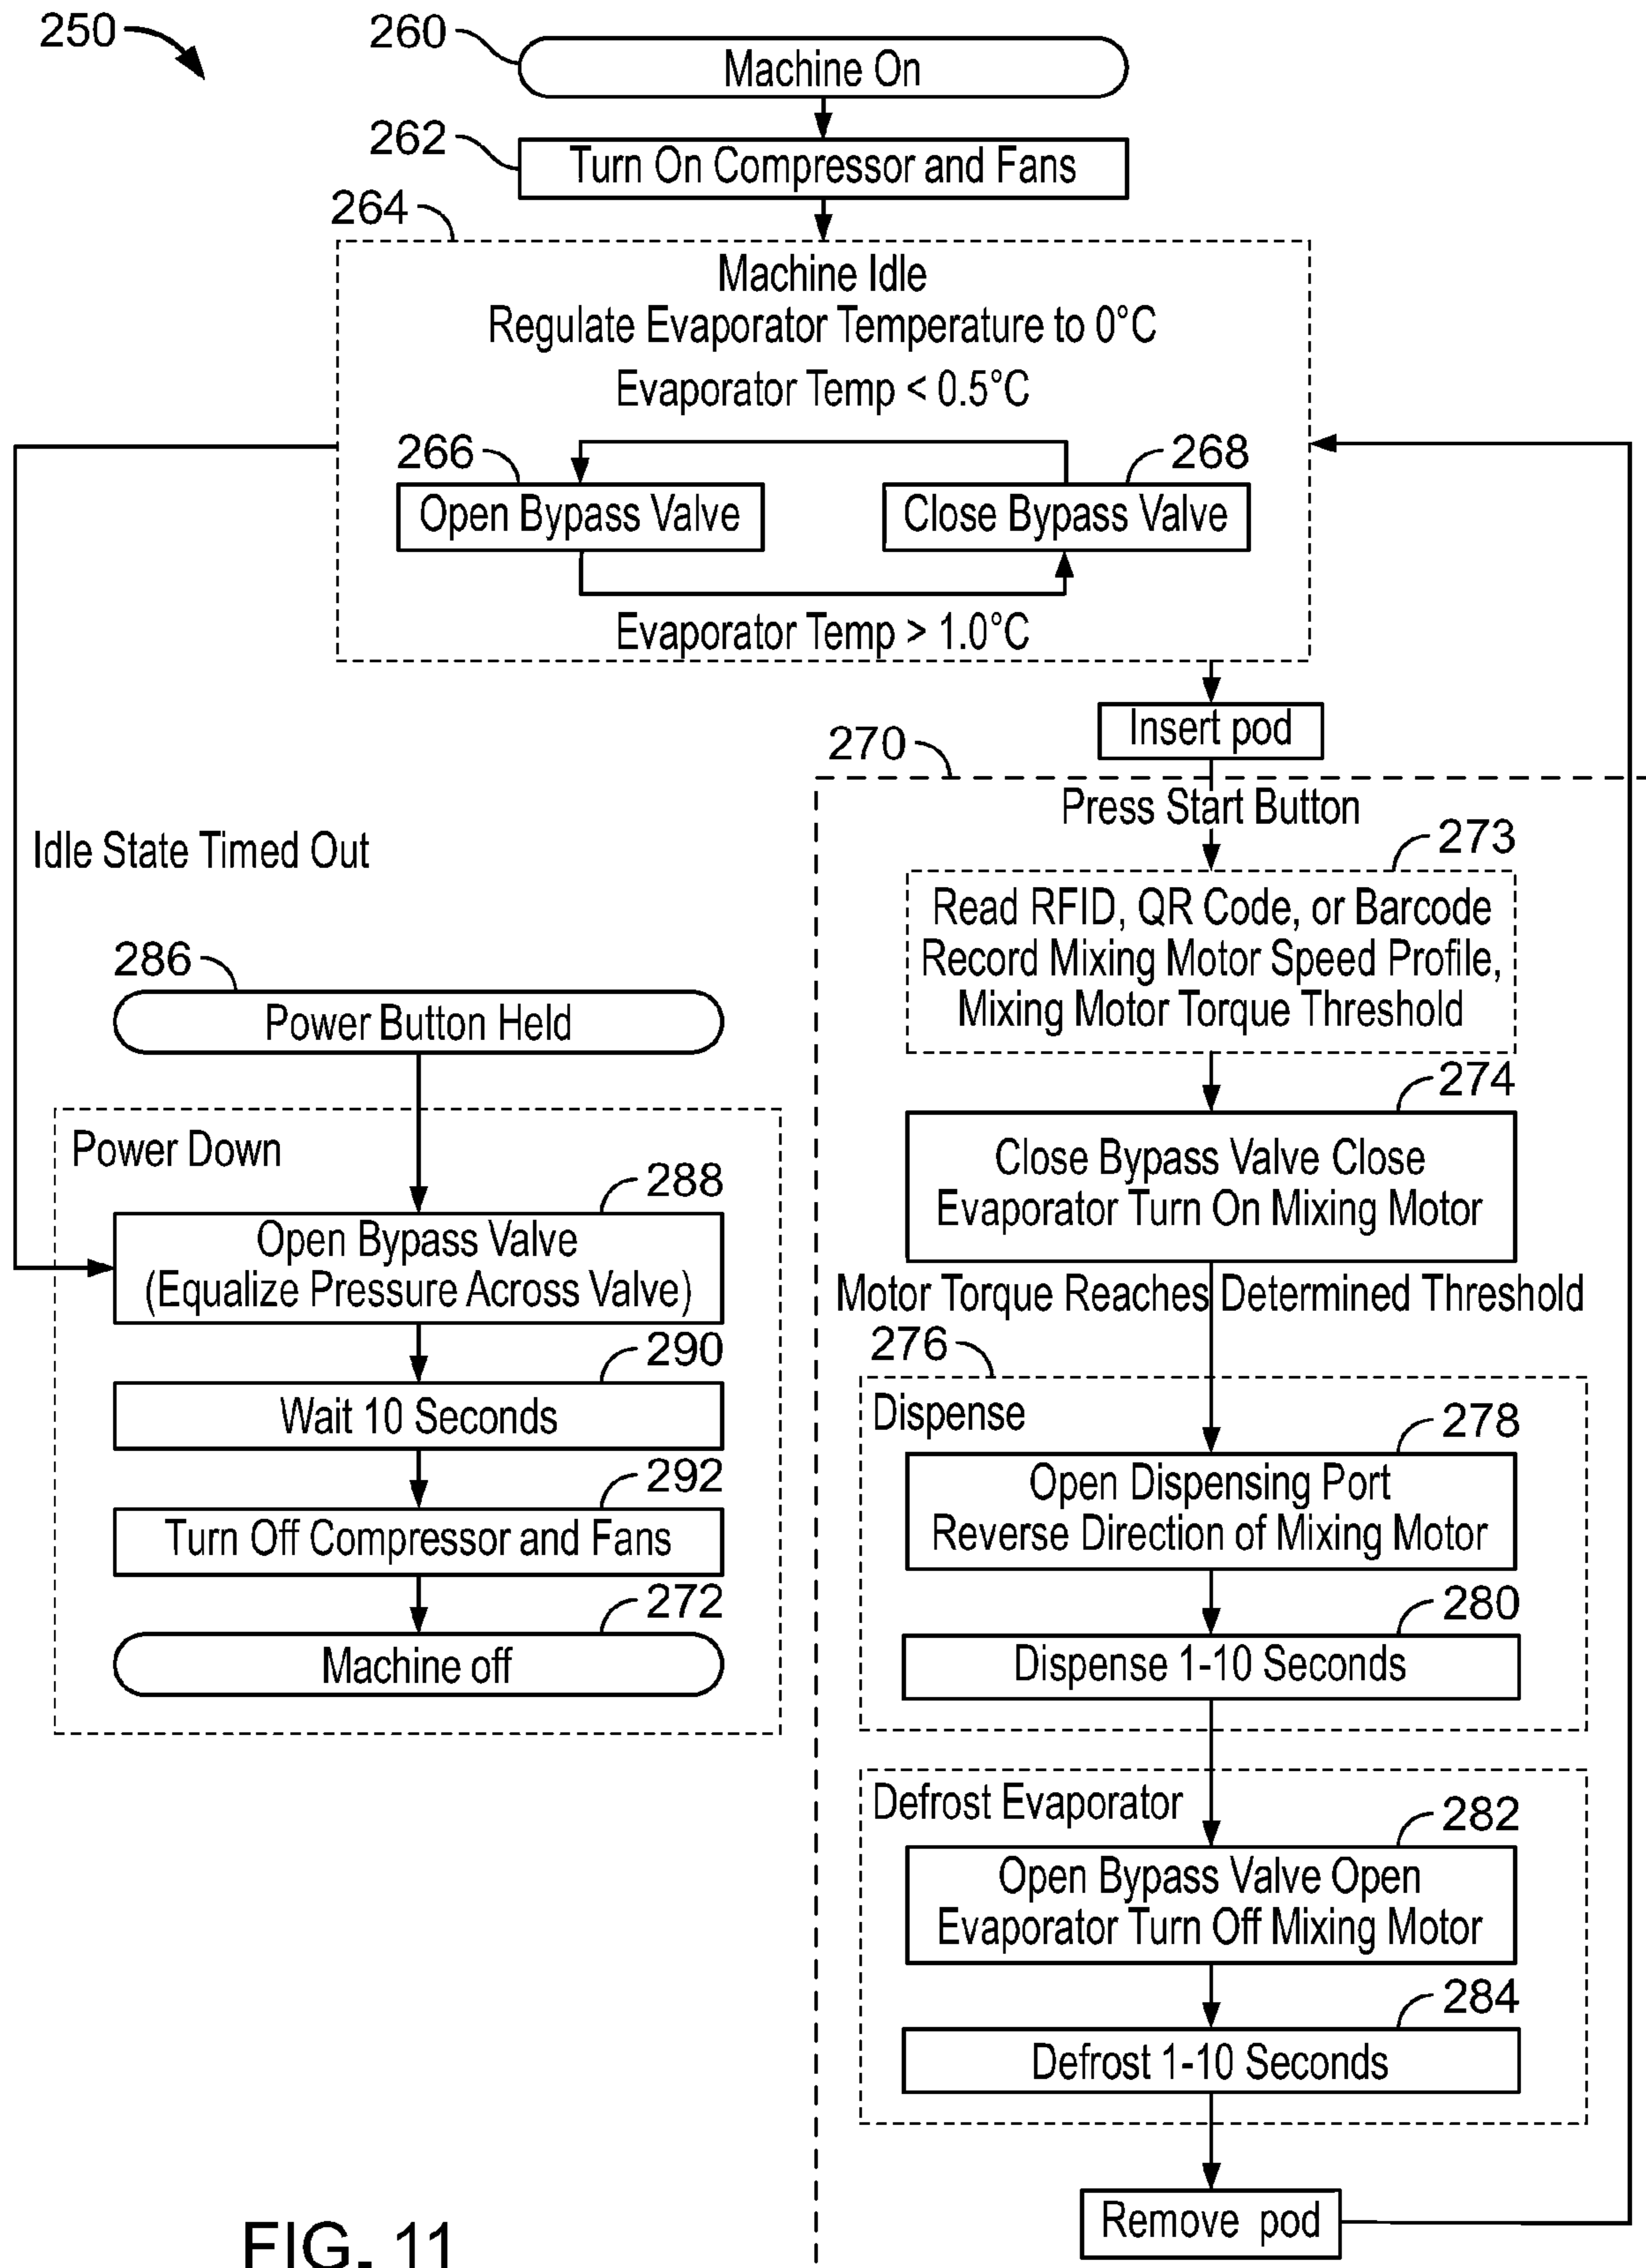 250
260
Machine On
262
Turn On Compressor and Fans
264
Machine Idle
Regulate Evaporator Temperature to 0°C
Evaporator Temp < 0.5°C
266
268
Open Bypass Valve
Close Bypass Valve
Evaporator Temp > 1.0°C
Insert pod
270
Press Start Button
273
Read RFID, QR Code, or Barcode
Record Mixing Motor Speed Profile,
Mixing Motor Torque Threshold
274
Close Bypass Valve Close
Evaporator Turn On Mixing Motor
Motor Torque Reaches Determined Threshold
276
Dispense
278
Open Dispensing Port
Reverse Direction of Mixing Motor
280
Dispense 1-10 Seconds
Defrost Evaporator
282
Open Bypass Valve Open
Evaporator Turn Off Mixing Motor
284
Defrost 1-10 Seconds
Remove pod
Idle State Timed Out
286
Power Button Held
Power Down
288
Open Bypass Valve
(Equalize Pressure Across Valve)
290
Wait 10 Seconds
292
Turn Off Compressor and Fans
272
Machine off
FIG. 11